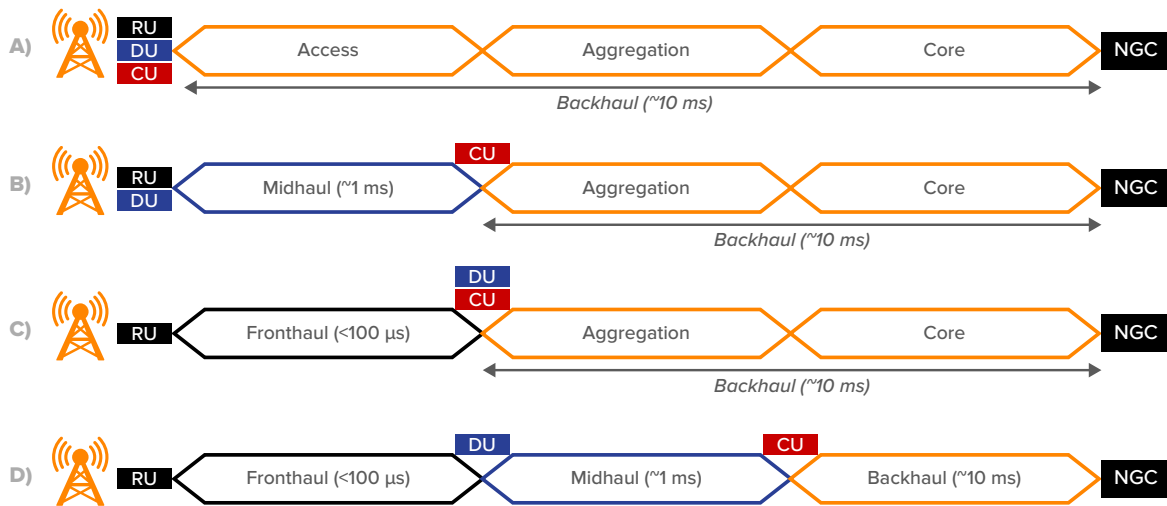 A)
RU
DU
CU
Access
Aggregation
Core
NGC
Backhaul (~10 ms)
B)
RU
DU
Midhaul (~1 ms)
CU
Aggregation
Core
NGC
Backhaul (~10 ms)
C)
RU
Fronthaul (<100 µs)
DU
CU
Aggregation
Core
NGC
Backhaul (~10 ms)
D)
RU
Fronthaul (<100 µs)
DU
Midhaul (~1 ms)
CU
Backhaul (~10 ms)
NGC